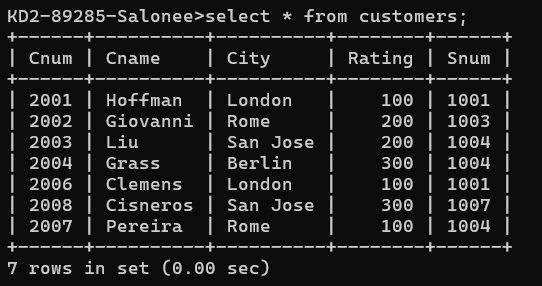 KD2-89285-Salonee>select * from customers;
+------+----------+----------+--------+------+
| Cnum | Cname    | City     | Rating | Snum |
+------+----------+----------+--------+------+
| 2001 | Hoffman  | London   |    100 | 1001 |
| 2002 | Giovanni | Rome     |    200 | 1003 |
| 2003 | Liu      | San Jose |    200 | 1004 |
| 2004 | Grass    | Berlin   |    300 | 1004 |
| 2006 | Clemens  | London   |    100 | 1001 |
| 2008 | Cisneros | San Jose |    300 | 1007 |
| 2007 | Pereira  | Rome     |    100 | 1004 |
+------+----------+----------+--------+------+
7 rows in set (0.00 sec)